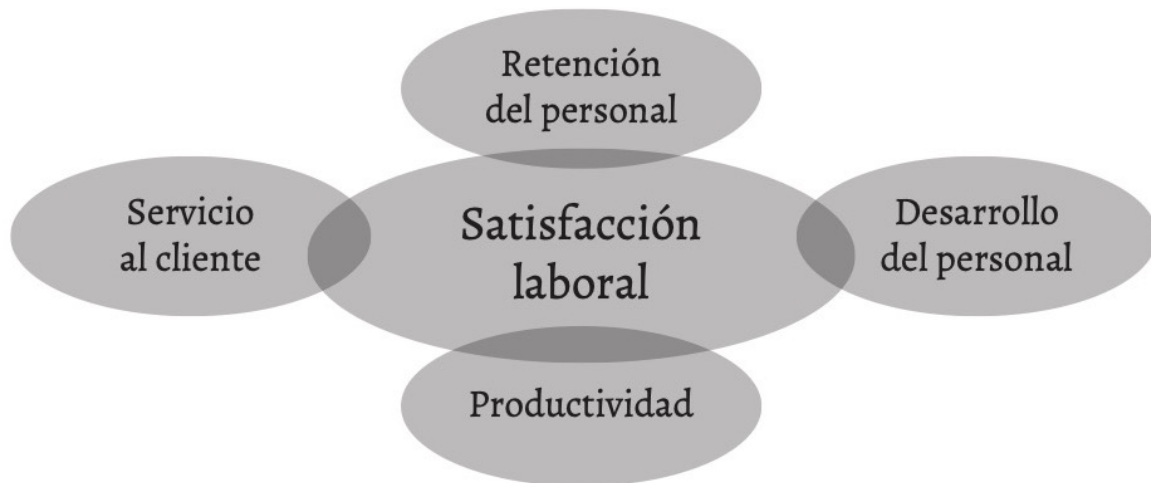 Retención
del personal
Servicio
al cliente
Satisfacción
laboral
Desarrollo
del personal
Productividad